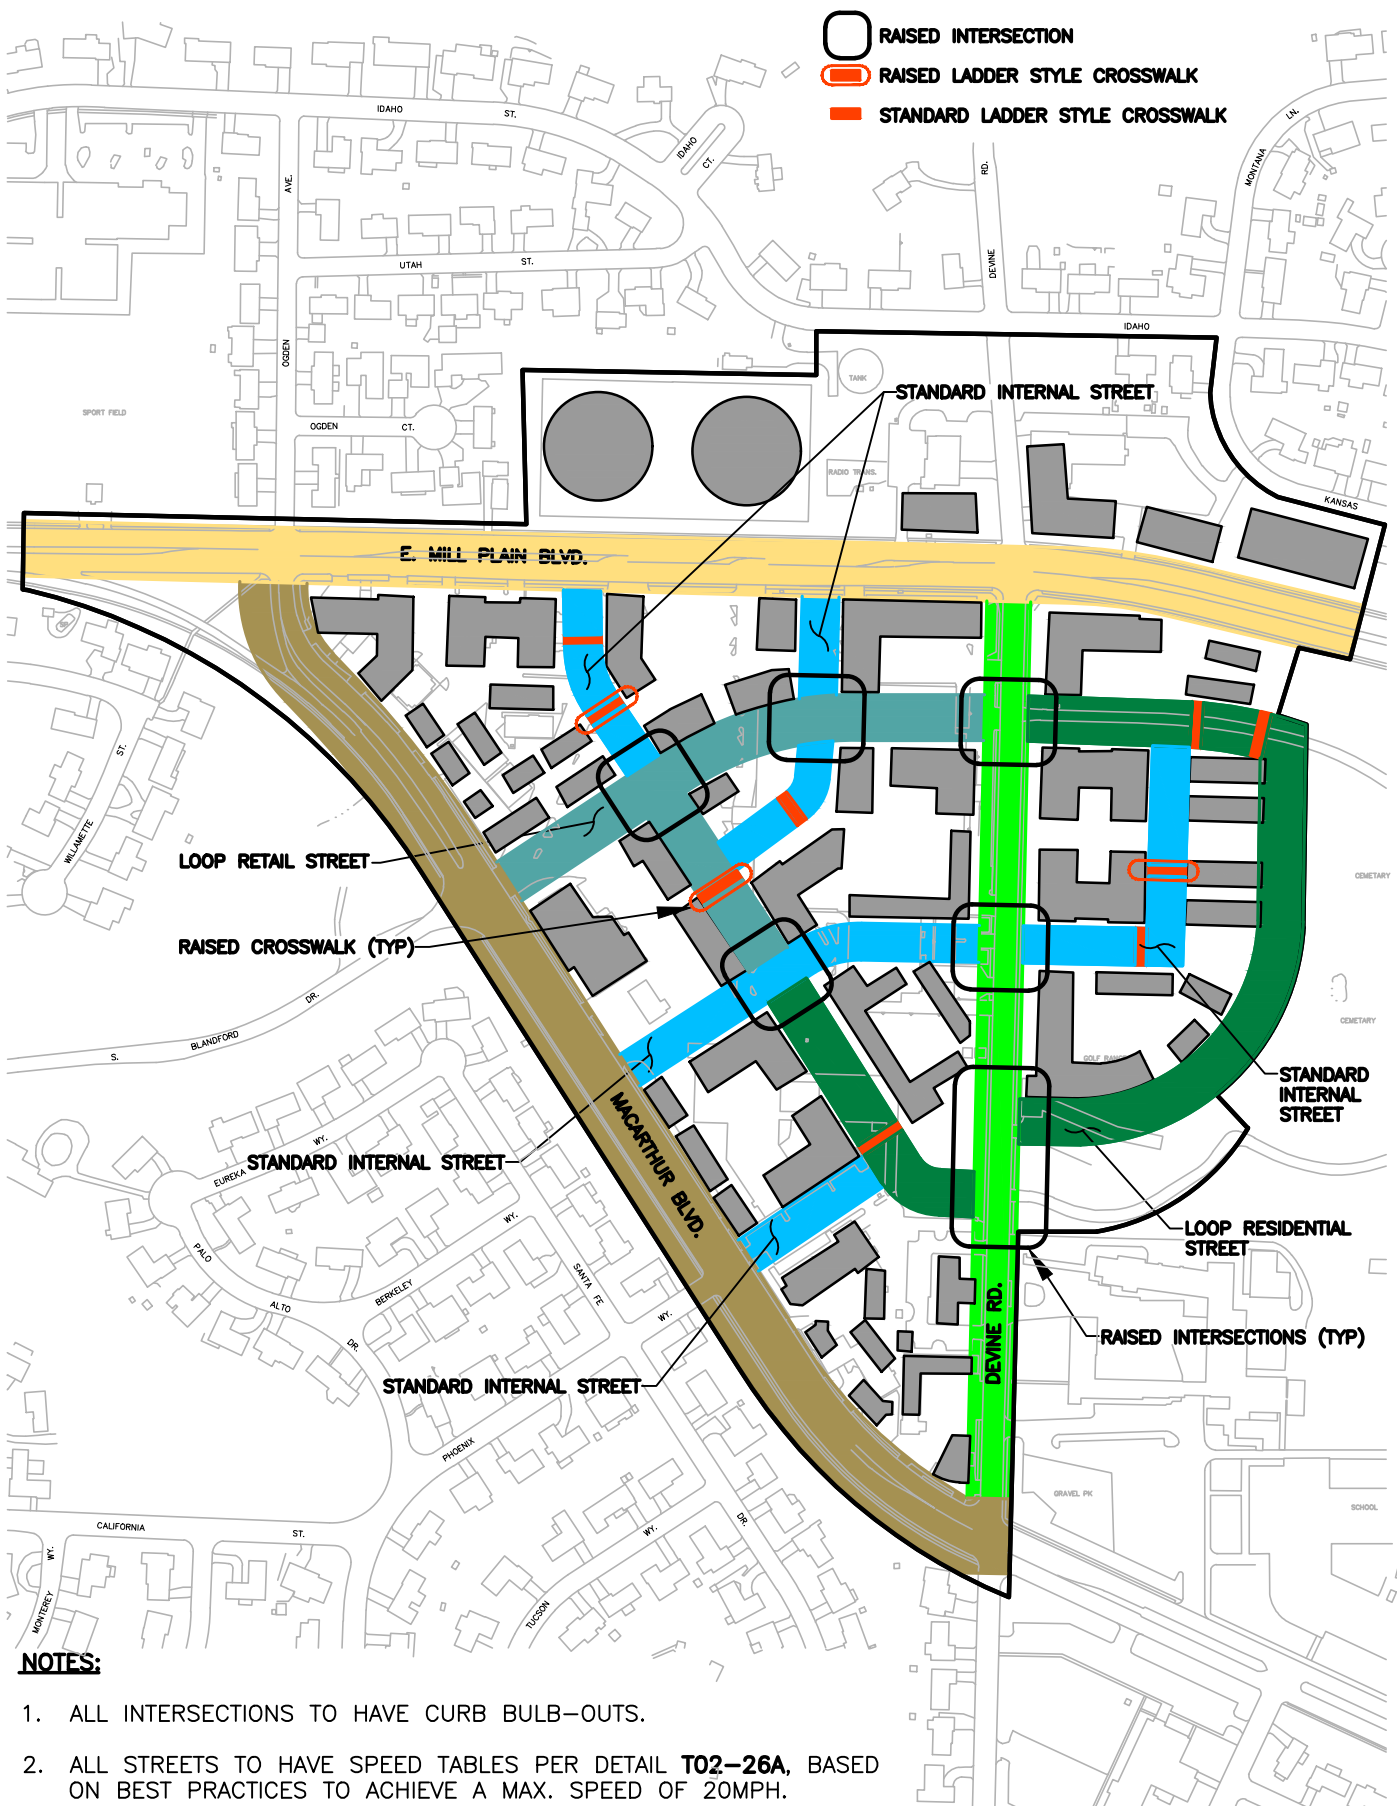 RAISED INTERSECTION
RAISED LADDER STYLE CROSSWALK
STANDARD LADDER STYLE CROSSWALK
IDAHO ST.
IDAHO CT.
RD.
LN.
MONTANA
AVE.
UTAH ST.
DEVINE
IDAHO
OGDEN
TANK
STANDARD INTERNAL STREET
SPORT FIELD
OGDEN CT.
RADIO TRANS.
KANSAS
E. MILL PLAIN BLVD.
ST.
WILLAMETTE
LOOP RETAIL STREET
CEMETARY
RAISED CROSSWALK (TYP)
DR.
CEMETARY
S. BLANDFORD
GOLF RANGE
STANDARD
INTERNAL
STREET
MACARTHUR BLVD.
WY.
STANDARD INTERNAL STREET
EUREKA
WY.
LOOP RESIDENTIAL
STREET
PALO
SANTA FE
BERKELEY
ALTO
DEVINE RD.
WY.
DR.
RAISED INTERSECTIONS (TYP)
STANDARD INTERNAL STREET
PHOENIX
GRAVEL PK
SCHOOL
CALIFORNIA ST.
WY.
DR.
WY.
MONTEREY
TUCSON
NOTES:
1. ALL INTERSECTIONS TO HAVE CURB BULB-OUTS.
2. ALL STREETS TO HAVE SPEED TABLES PER DETAIL T02-26A, BASED
ON BEST PRACTICES TO ACHIEVE A MAX. SPEED OF 20MPH.